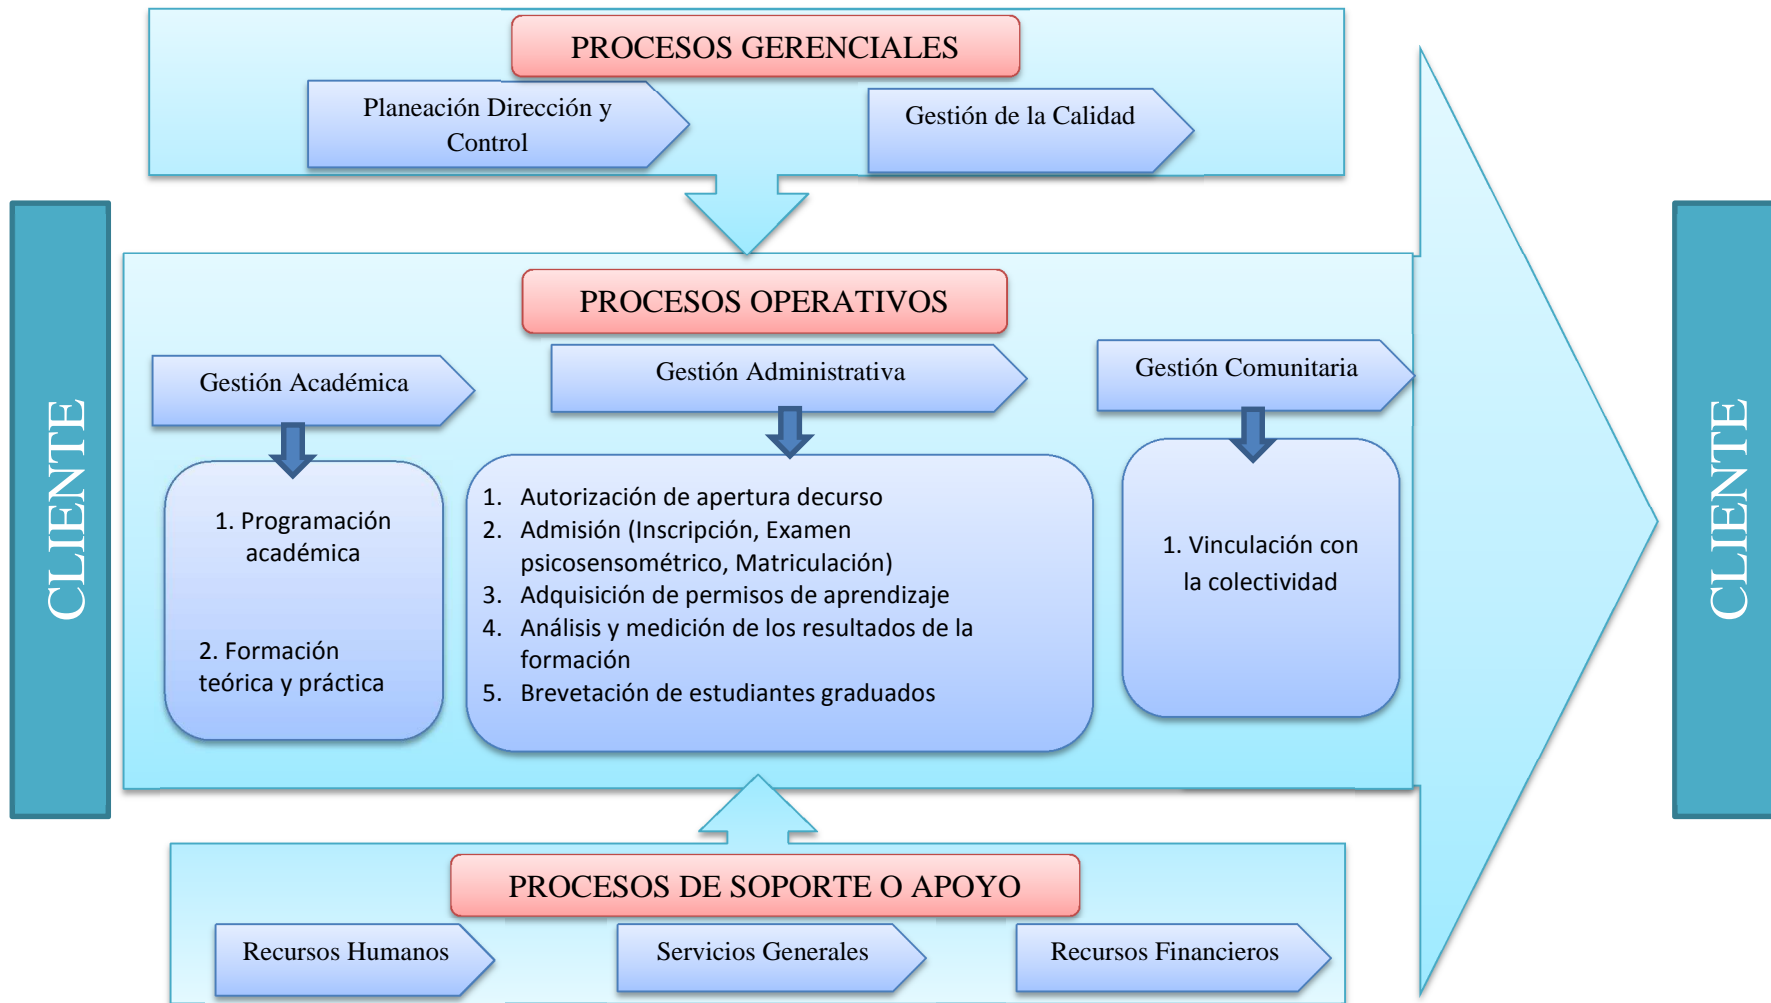 PROCESOS GERENCIALES
Planeación Dirección y
Control
Gestión de la Calidad
CLIENTE
PROCESOS OPERATIVOS
Gestión Académica
Gestión Administrativa
Gestión Comunitaria
1. Programación
académica
2. Formación
teórica y práctica
1. Autorización de apertura decurso
2. Admisión (Inscripción, Examen
psicosensométrico, Matriculación)
3. Adquisición de permisos de aprendizaje
4. Análisis y medición de los resultados de la
formación
5. Brevetación de estudiantes graduados
1. Vinculación con
la colectividad
CLIENTE
PROCESOS DE SOPORTE O APOYO
Recursos Humanos
Servicios Generales
Recursos Financieros